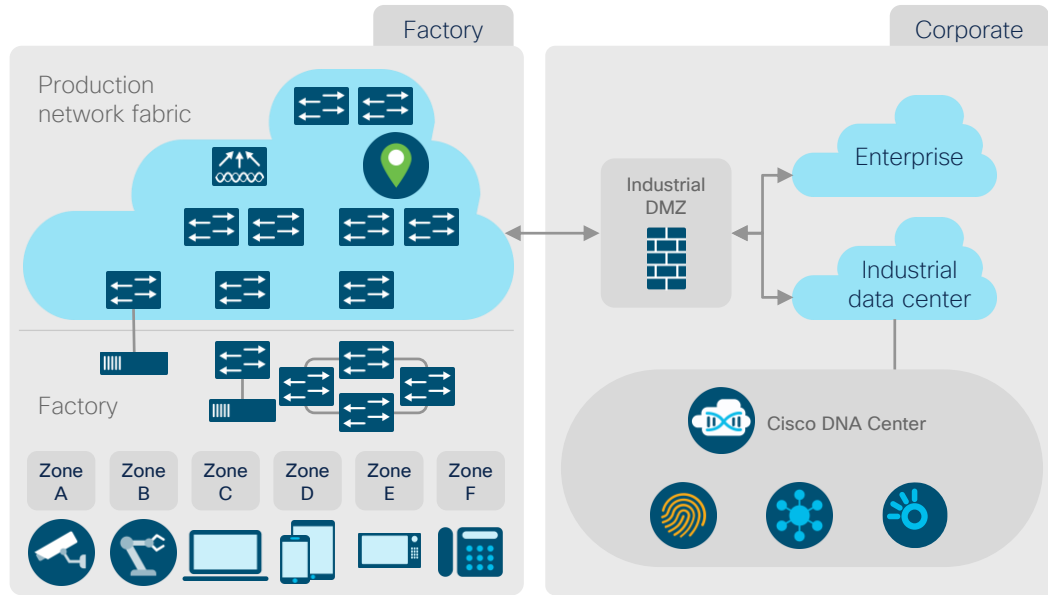 Factory
Corporate
Production
network fabric
Industrial
DMZ
Enterprise
Industrial
data center
Factory
Cisco DNA Center
Zone
A
Zone
B
Zone
C
Zone
D
Zone
E
Zone
F